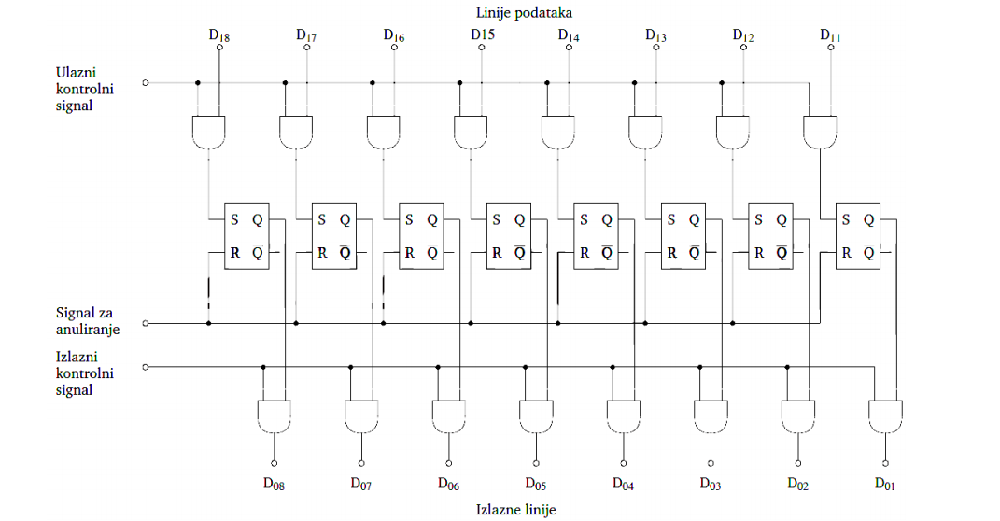 Linije podataka
D18 D17 D16 D15 D14 D13 D12 D11
Ulazni
kontrolni
signal
S Q S Q S Q S Q S Q S Q S Q S Q
R Q̅ R Q̅ R Q̅ R Q̅ R Q̅ R Q̅ R Q̅ R Q̅
Signal za
anuliranje
Izlazni
kontrolni
signal
D08 D07 D06 D05 D04 D03 D02 D01
Izlazne linije